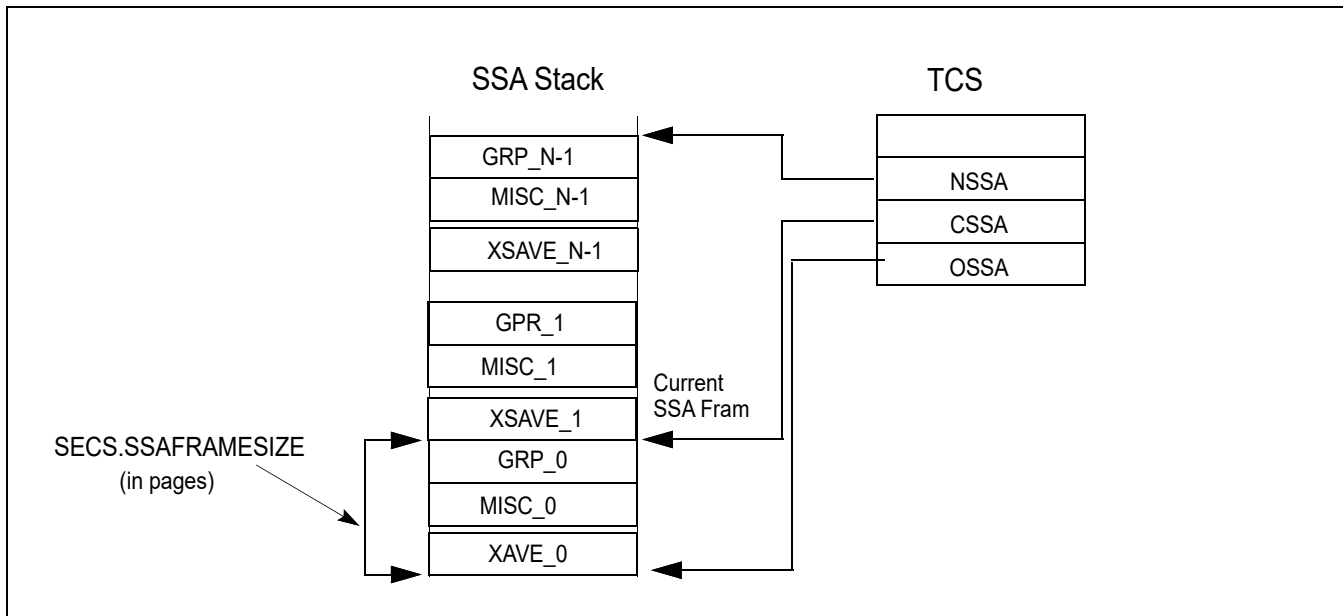 SSA Stack
TCS
GRP_N-1
MISC_N-1
XSAVE_N-1
GPR_1
MISC_1
XSAVE_1
GRP_0
MISC_0
XAVE_0
NSSA
CSSA
OSSA
Current
SSA Fram
SECS.SSAFRAMESIZE
(in pages)